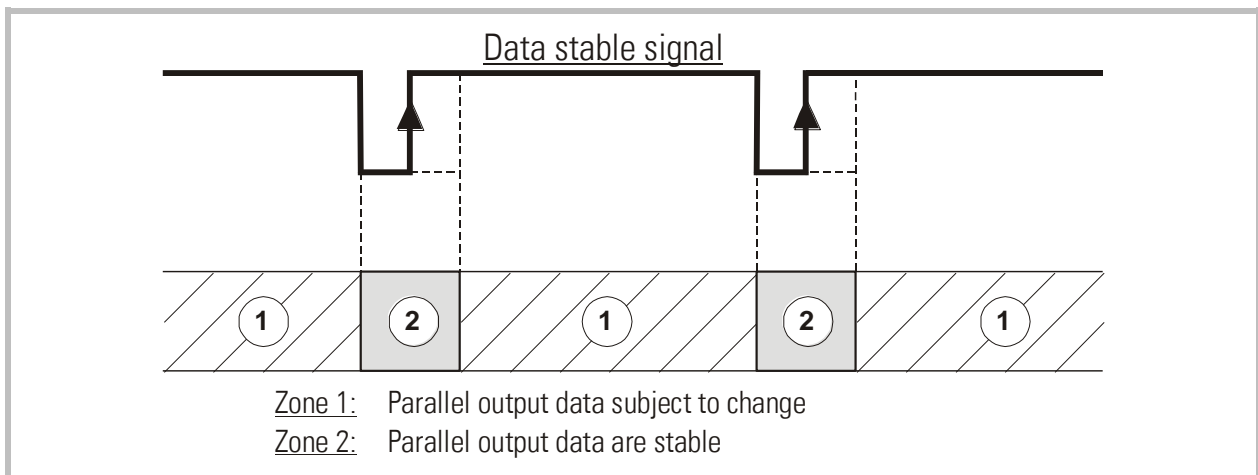 Data stable signal
1 2 1 2 1
Zone 1: Parallel output data subject to change
Zone 2: Parallel output data are stable